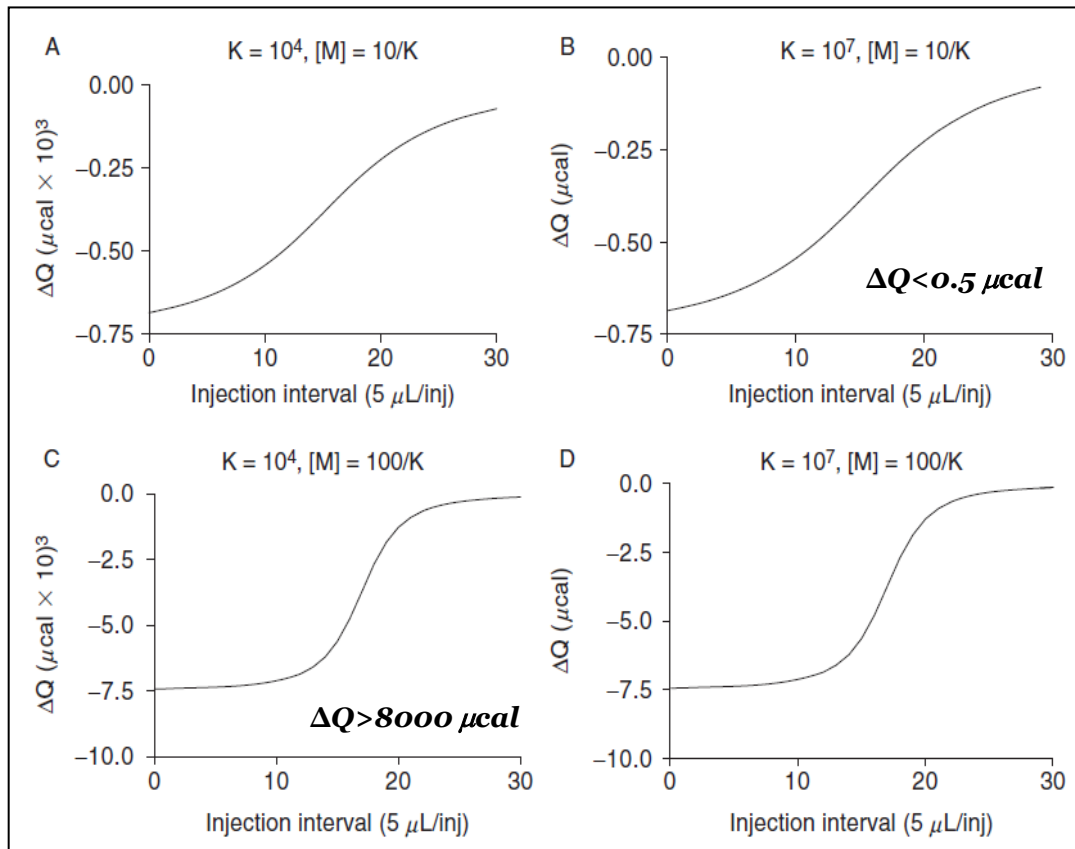 A
K = 10⁴, [M] = 10/K
0.00
−0.25
−0.50
−0.75
ΔQ (μcal × 10)³
0
10
20
30
Injection interval (5 μL/inj)
B
K = 10⁷, [M] = 10/K
0.00
−0.25
−0.50
−0.75
ΔQ (μcal)
ΔQ<0.5 μcal
0
10
20
30
Injection interval (5 μL/inj)
C
K = 10⁴, [M] = 100/K
0.0
−2.5
−5.0
−7.5
−10.0
ΔQ (μcal × 10)³
ΔQ>8000 μcal
0
10
20
30
Injection interval (5 μL/inj)
D
K = 10⁷, [M] = 100/K
0.0
−2.5
−5.0
−7.5
−10.0
ΔQ (μcal)
0
10
20
30
Injection interval (5 μL/inj)